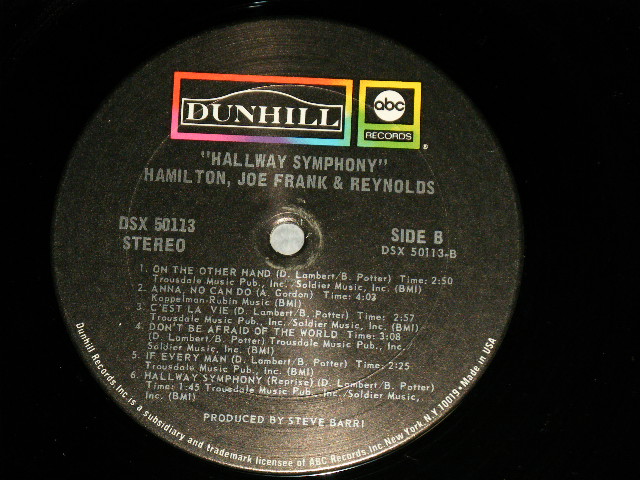 DUNHILL
abc
RECORDS
®
"HALLWAY SYMPHONY"
HAMILTON, JOE FRANK & REYNOLDS
DSX 50113
STEREO
SIDE B
DSX 50113-B
1. ON THE OTHER HAND (D. Lambert/B. Potter) Time: 2:50
Trousdale Music Pub., Inc./Soldier Music, Inc. (BMI)
2. ANNA, NO CAN DO (A. Gordon) Time: 4:03
Koppelman-Rubin Music (BMI)
3. C'EST LA VIE (D. Lambert/B. Potter) Time: 2:57
Trousdale Music Pub., Inc./Soldier Music, Inc. (BMI)
4. DON'T BE AFRAID OF THE WORLD Time: 3:08
(D. Lambert/B. Potter) Trousdale Music Pub., Inc./
Soldier Music, Inc. (BMI)
5. IF EVERY MAN (D. Lambert/B. Potter) Time: 2:25
Trousdale Music Pub., Inc. (BMI)
6. HALLWAY SYMPHONY (Reprise) (D. Lambert/B. Potter)
Time: 1:45 Trousdale Music Pub., Inc./Soldier Music,
Inc. (BMI)
PRODUCED BY STEVE BARRI
Dunhill Records Inc. is a subsidiary and trademark licensee of ABC Records Inc. New York, N.Y. 10019 • Made in USA